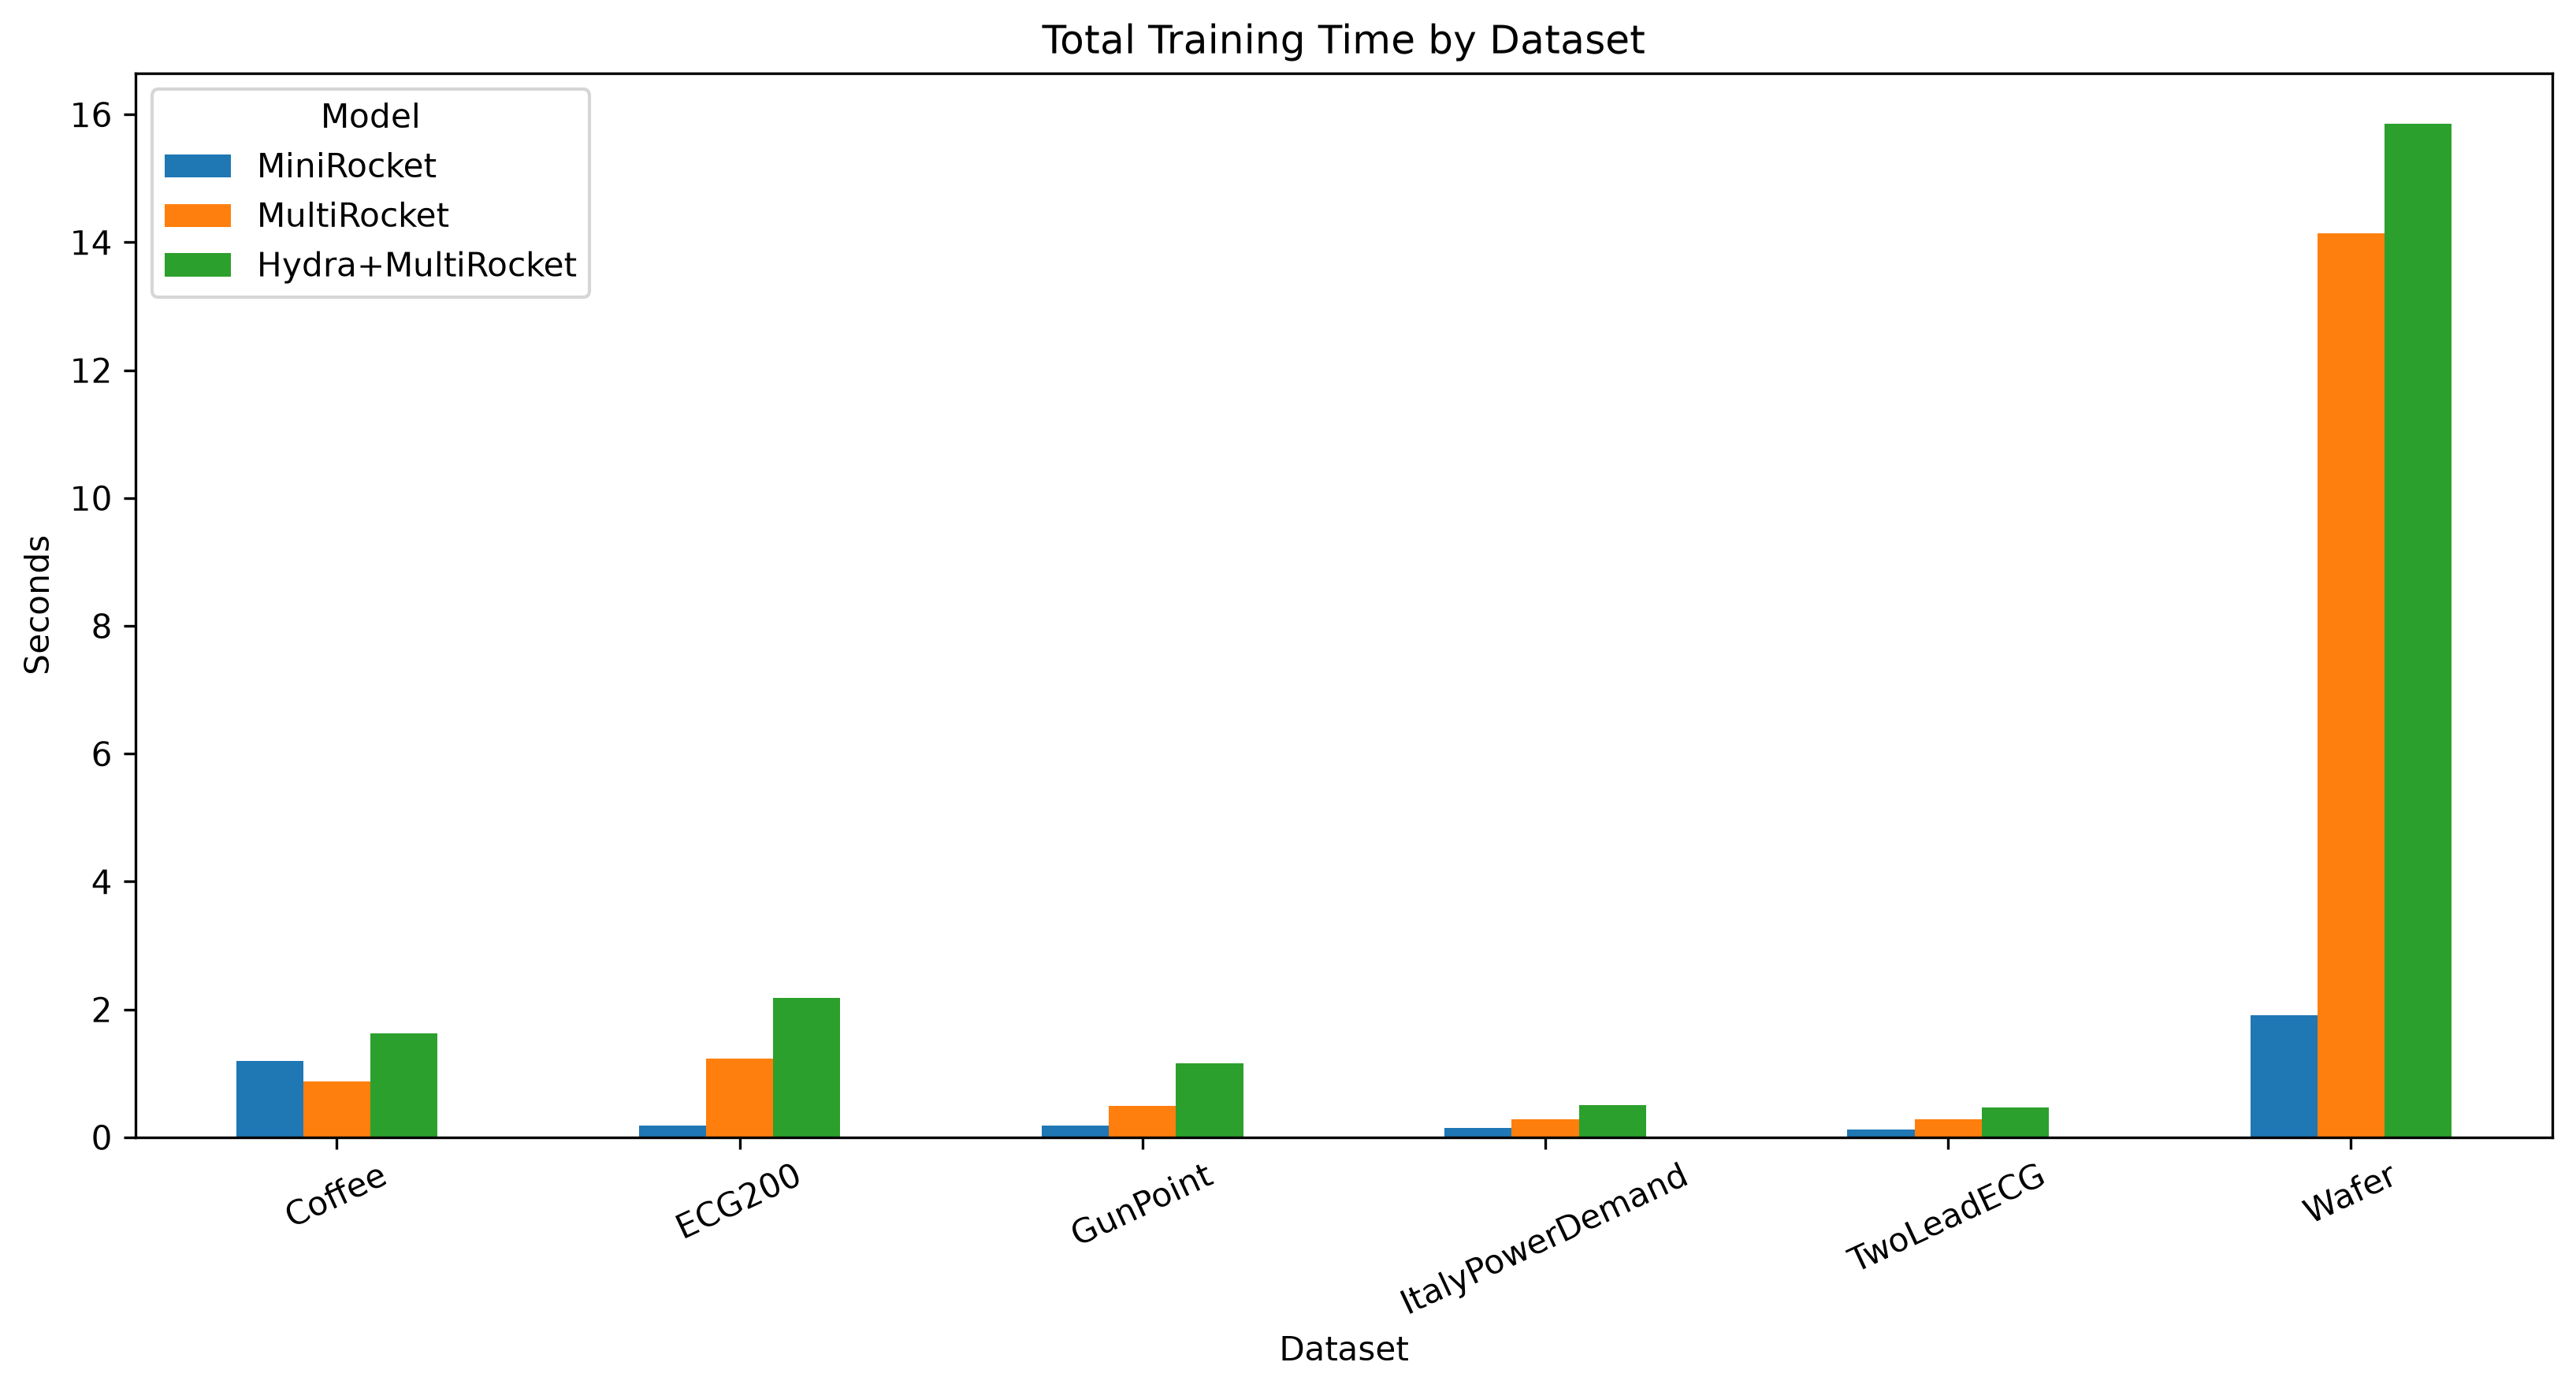 Total Training Time by Dataset
Model
MiniRocket
MultiRocket
Hydra+MultiRocket
16
14
12
10
8
6
4
2
0
Seconds
Coffee
ECG200
GunPoint
ItalyPowerDemand
TwoLeadECG
Wafer
Dataset